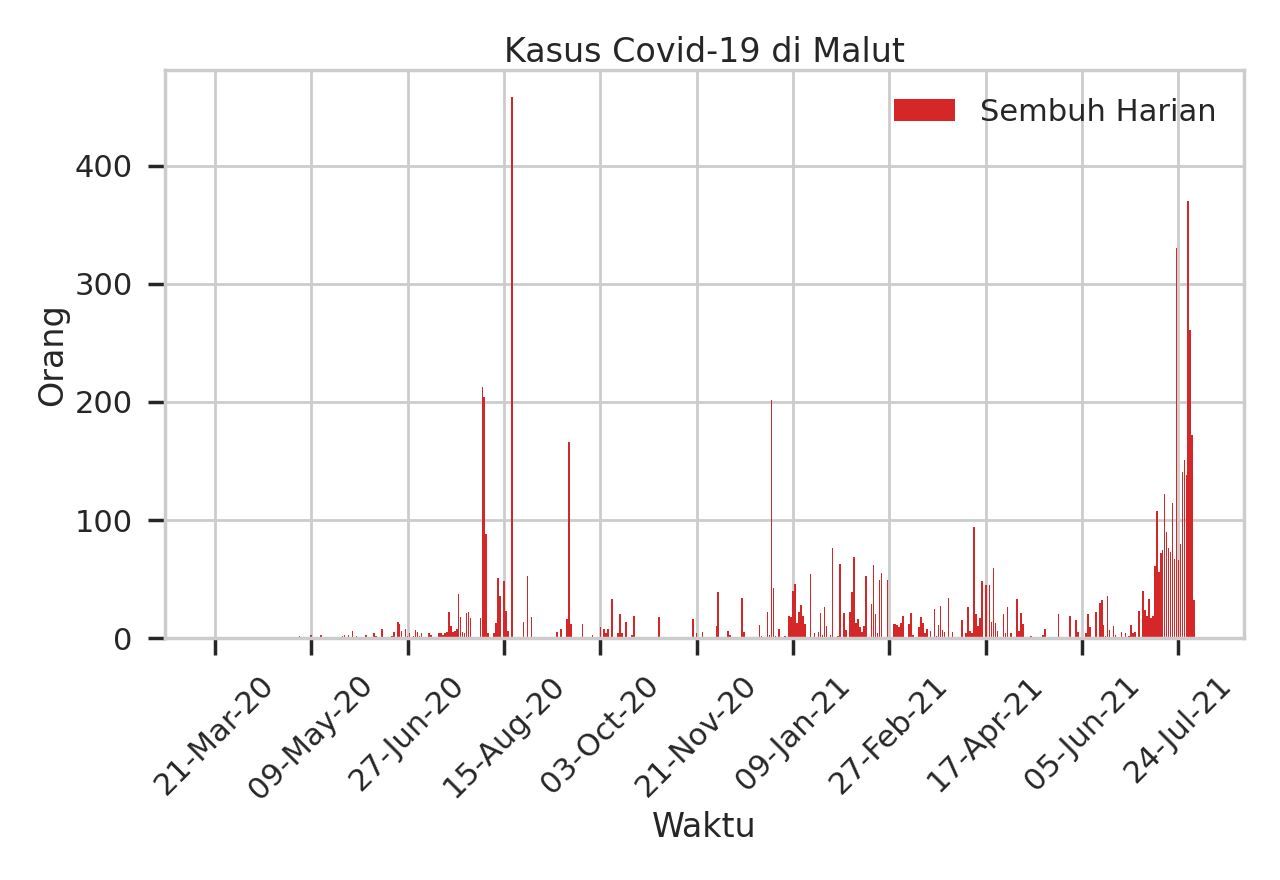 Kasus Covid-19 di Malut
Sembuh Harian
Orang
400
300
200
100
0
21-Mar-20
09-May-20
27-Jun-20
15-Aug-20
03-Oct-20
21-Nov-20
09-Jan-21
27-Feb-21
17-Apr-21
05-Jun-21
24-Jul-21
Waktu